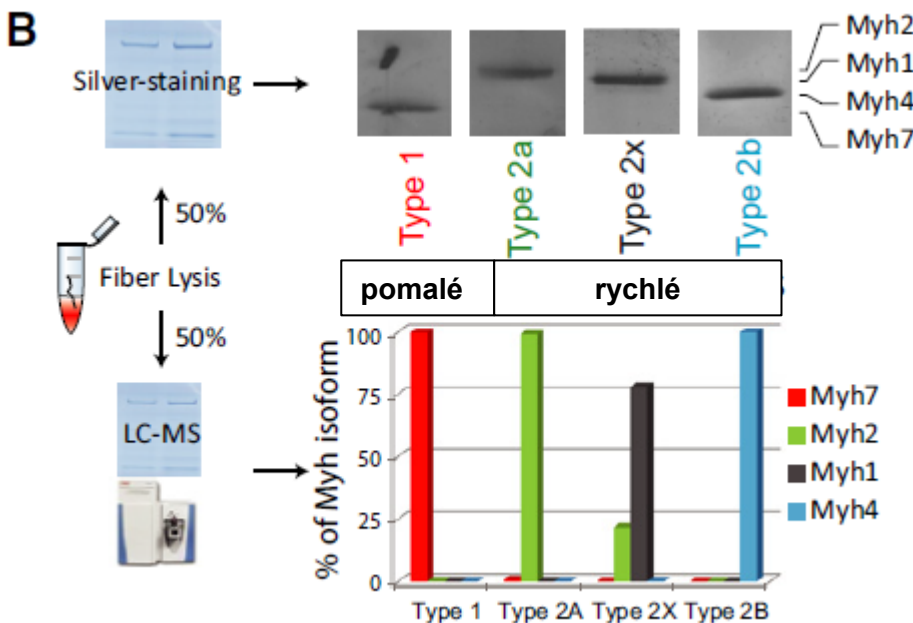 B
Silver-staining
Myh2
Myh1
Myh4
Myh7
Type 1
Type 2a
Type 2x
Type 2b
50%
Fiber Lysis
50%
pomalé
rychlé
LC-MS
% of Myh isoform
100
75
50
25
0
Type 1
Type 2A
Type 2X
Type 2B
Myh7
Myh2
Myh1
Myh4